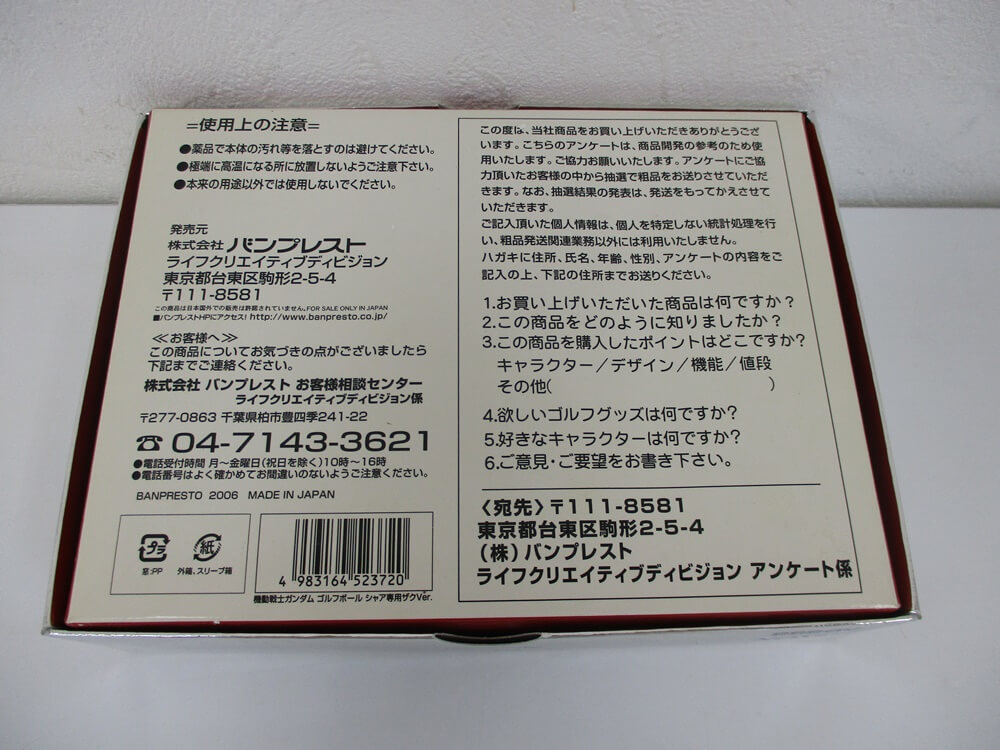 =使用上の注意=
●薬品で本体の汚れ等を落とすのは避けてください。
●極端に高温になる所に放置しないようご注意下さい。
●本来の用途以外では使用しないでください。
発売元
株式会社 バンプレスト
ライフクリエイティブディビジョン
東京都台東区駒形2-5-4
〒111-8581
この商品は日本国外での販売は許諾されていません。FOR SALE ONLY IN JAPAN
■バンプレストHPにアクセス! http://www.banpresto.co.jp/
≪お客様へ≫
この商品についてお気づきの点がございましたら
下記までご連絡ください。
株式会社 バンプレスト お客様相談センター
ライフクリエイティブディビジョン係
〒277-0863 千葉県柏市豊四季241-22
☎ 04-7143-3621
●電話受付時間 月〜金曜日(祝日を除く)10時〜16時
●電話番号はよく確かめてお間違いのないようご注意ください。
BANPRESTO 2006 MADE IN JAPAN
プラ
窓:PP
紙
外箱、スリーブ箱
4 983164 523720
機動戦士ガンダム ゴルフボール シャア専用ザクVer.
この度は、当社商品をお買い上げいただきありがとうござ
います。こちらのアンケートは、商品開発の参考のため使
用いたします。ご協力お願いいたします。アンケートにご協
力頂いたお客様の中から抽選で粗品をお送りさせていただ
きます。なお、抽選結果の発表は、発送をもってかえさせて
いただきます。
ご記入頂いた個人情報は、個人を特定しない統計処理を行
い、粗品発送関連業務以外には利用いたしません。
ハガキに住所、氏名、年齢、性別、アンケートの内容をご
記入の上、下記の住所までお送りください。
1.お買い上げいただいた商品は何ですか？
2.この商品をどのように知りましたか？
3.この商品を購入したポイントはどこですか？
キャラクター／デザイン／機能／値段
その他( )
4.欲しいゴルフグッズは何ですか？
5.好きなキャラクターは何ですか？
6.ご意見・ご要望をお書き下さい。
〈宛先〉〒111-8581
東京都台東区駒形2-5-4
(株)バンプレスト
ライフクリエイティブディビジョン アンケート係